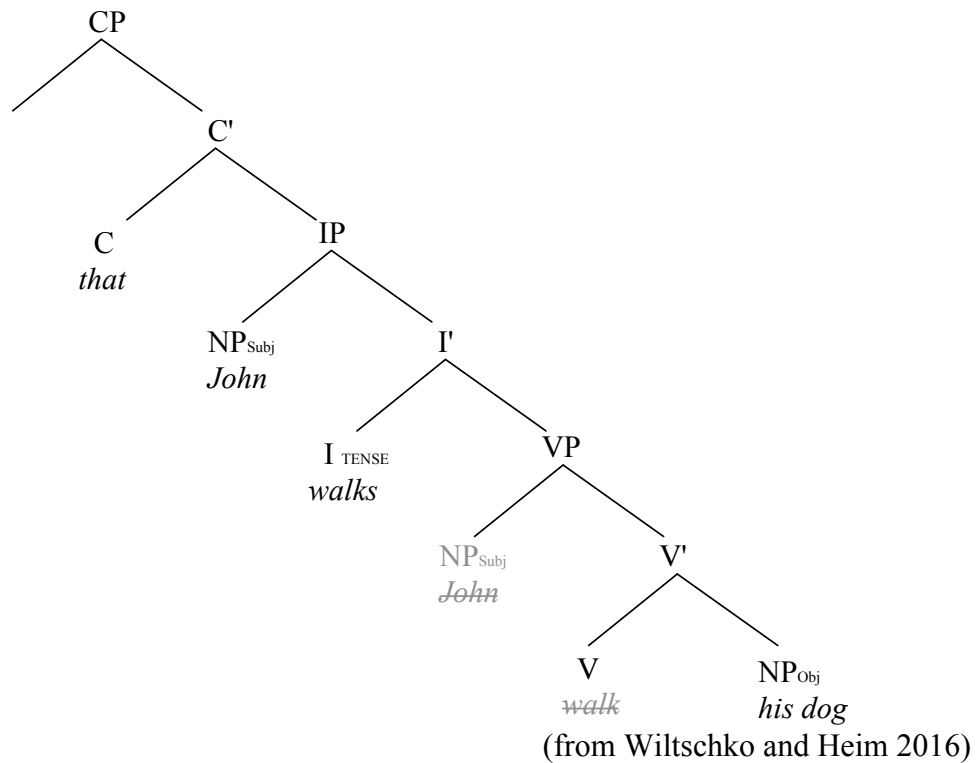 CP
C'
C
IP
that
NPSubj
I'
John
I TENSE
VP
walks
NPSubj
V'
John
V
NPObj
walk
his dog
(from Wiltschko and Heim 2016)